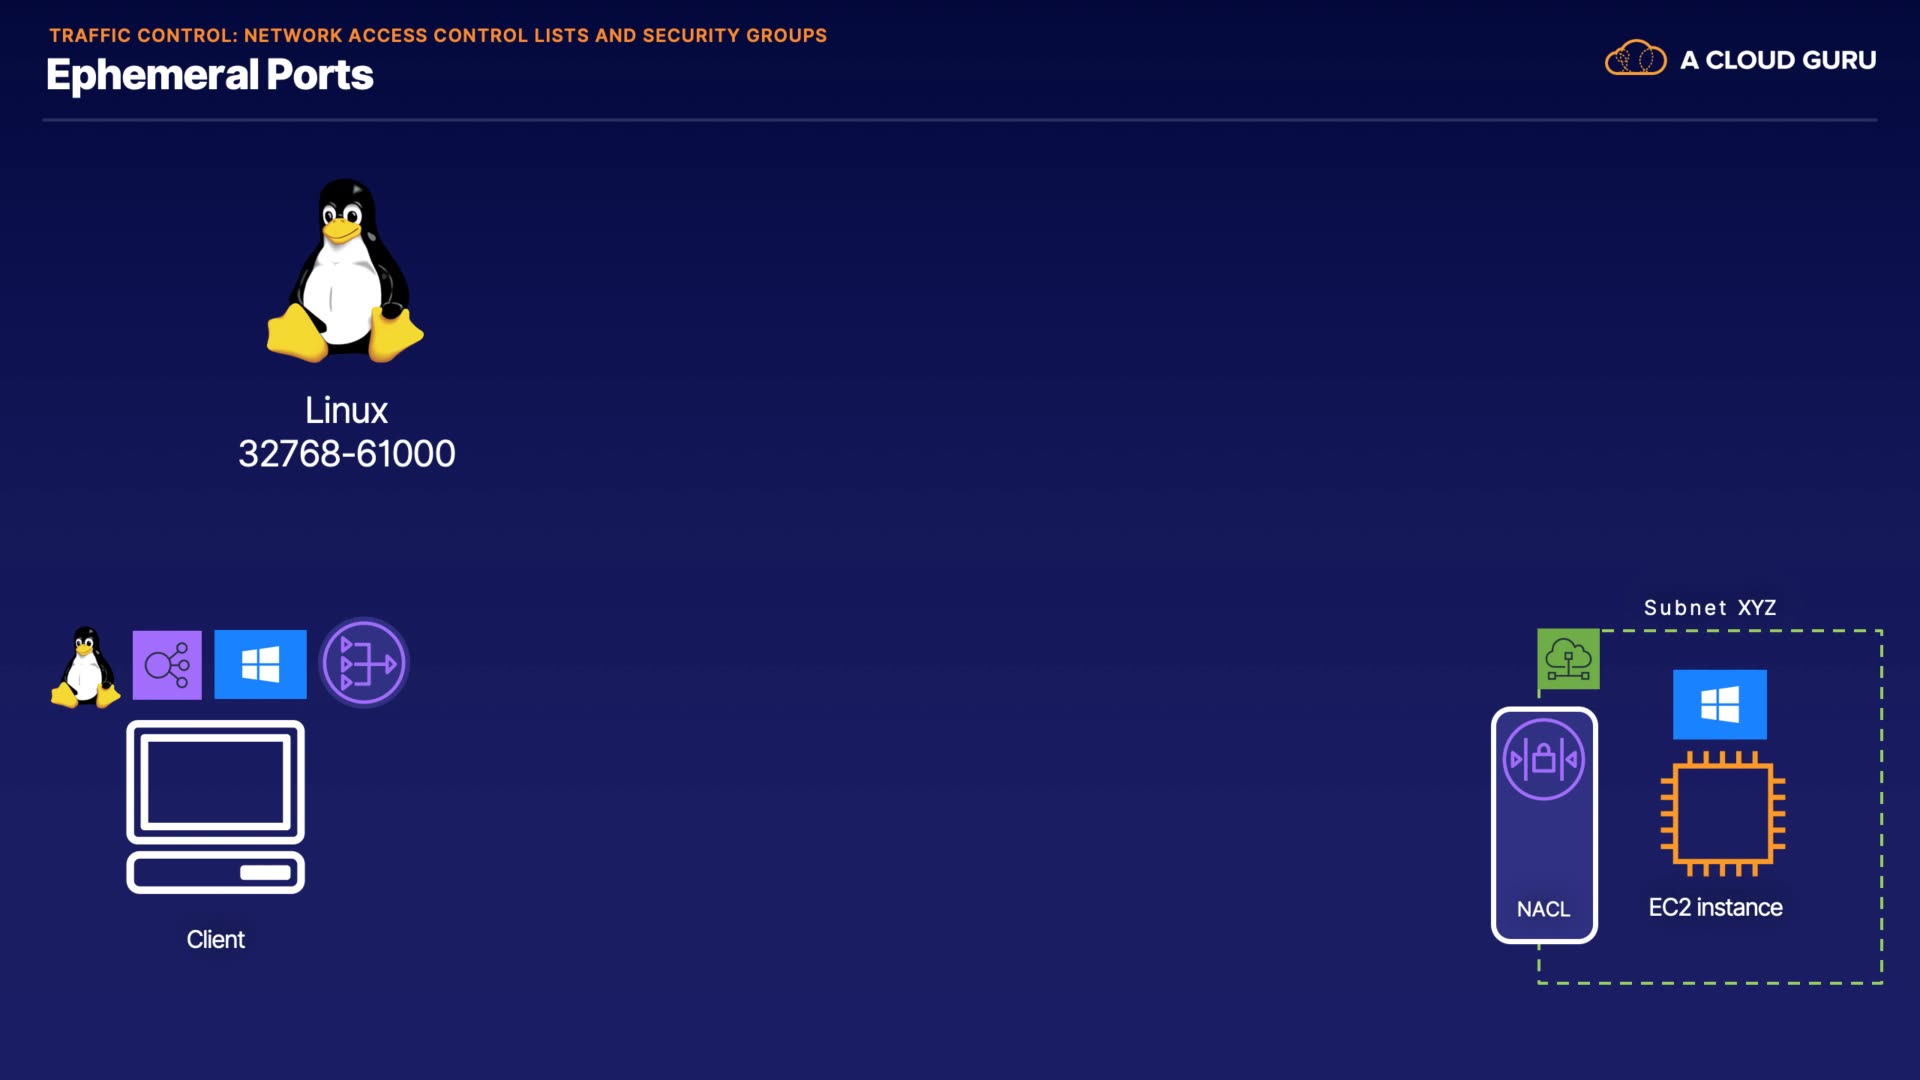 TRAFFIC CONTROL: NETWORK ACCESS CONTROL LISTS AND SECURITY GROUPS
Ephemeral Ports
A CLOUD GURU
Linux
32768-61000
Subnet XYZ
NACL
EC2 instance
Client